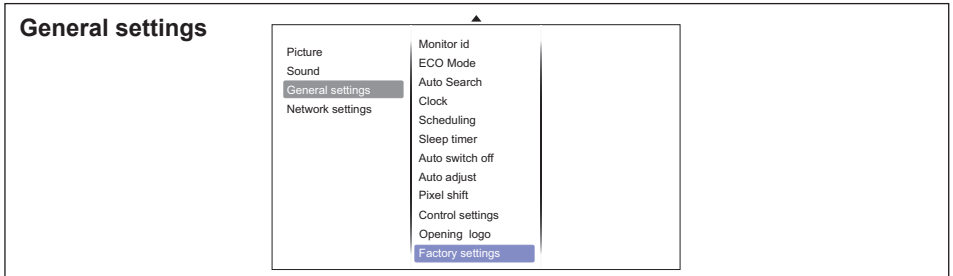 General settings
Picture
Sound
General settings
Network settings
Monitor id
ECO Mode
Auto Search
Clock
Scheduling
Sleep timer
Auto switch off
Auto adjust
Pixel shift
Control settings
Opening logo
Factory settings